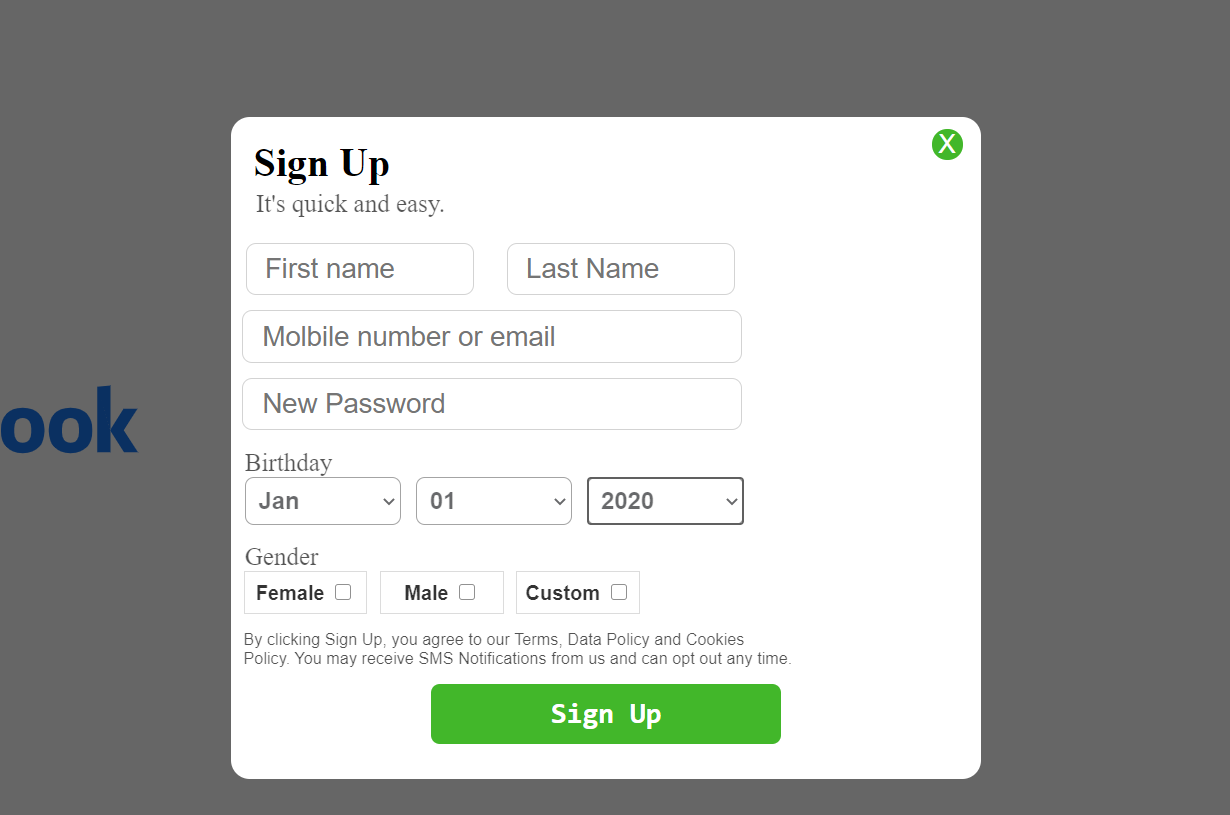 Sign Up
X
It's quick and easy.
First name
Last Name
Molbile number or email
New Password
ook
Birthday
Jan
01
2020
Gender
Female
Male
Custom
By clicking Sign Up, you agree to our Terms, Data Policy and Cookies
Policy. You may receive SMS Notifications from us and can opt out any time.
Sign Up